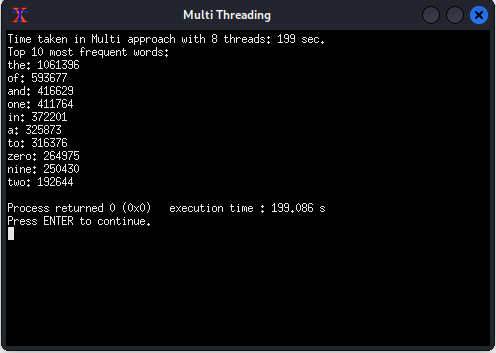 Multi Threading
Time taken in Multi approach with 8 threads: 199 sec.
Top 10 most frequent words:
the: 1061396
of: 593677
and: 416629
one: 411764
in: 372201
a: 325873
to: 316376
zero: 264975
nine: 250430
two: 192644
Process returned 0 (0x0)   execution time : 199.086 s
Press ENTER to continue.